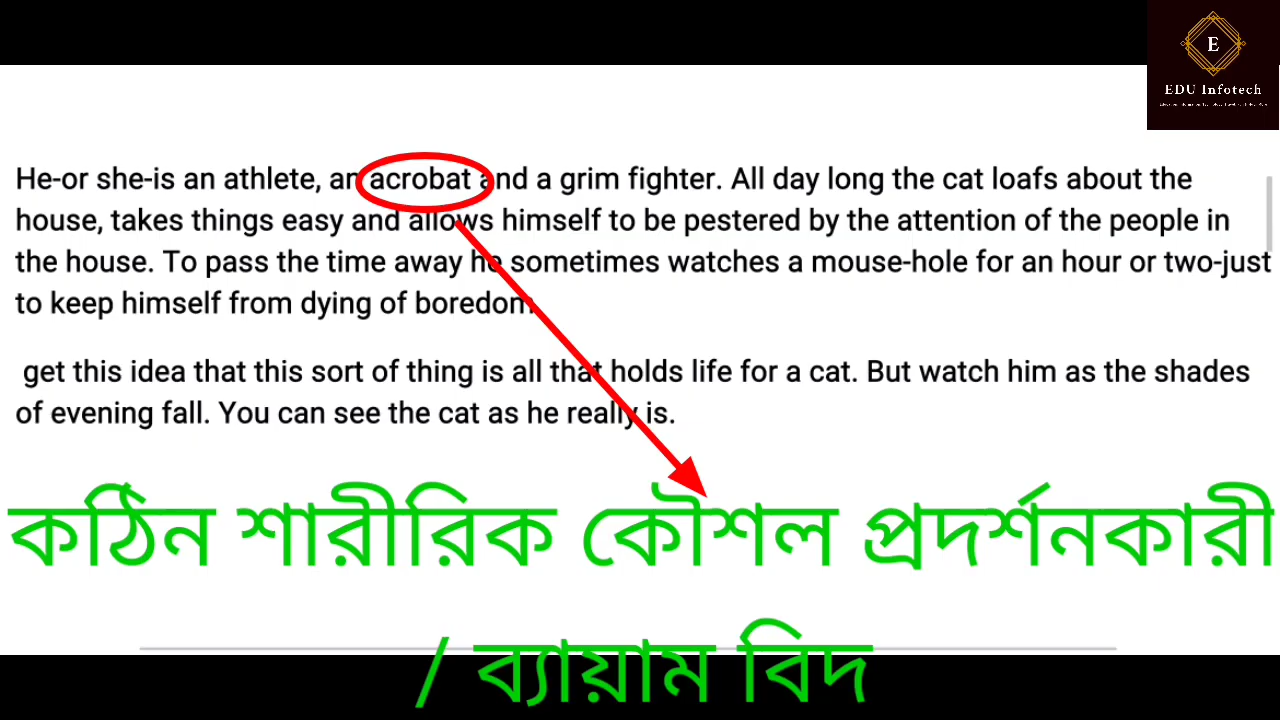 E
EDU Infotech
He-or she-is an athlete, an acrobat and a grim fighter. All day long the cat loafs about the
house, takes things easy and allows himself to be pestered by the attention of the people in
the house. To pass the time away he sometimes watches a mouse-hole for an hour or two-just
to keep himself from dying of boredom.
get this idea that this sort of thing is all that holds life for a cat. But watch him as the shades
of evening fall. You can see the cat as he really is.
কঠিন শারীরিক কৌশল প্রদর্শনকারী
/ ব্যায়াম বিদ